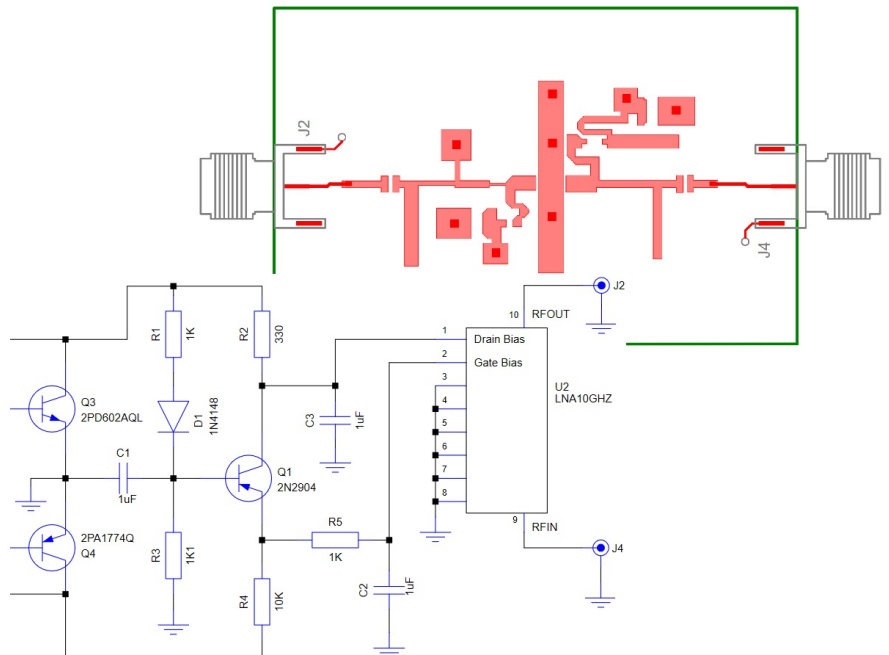 J2
J4
J2
10
RFOUT
R1
1K
R2
330
1
Drain Bias
2
Gate Bias
3
4
5
6
7
8
U2
LNA10GHZ
Q3
2PD602AQL
D1
1N4148
C3
1uF
C1
1uF
Q1
2N2904
9
RFIN
2PA1774Q
Q4
R3
1K1
R5
1K
J4
C2
1uF
R4
10K